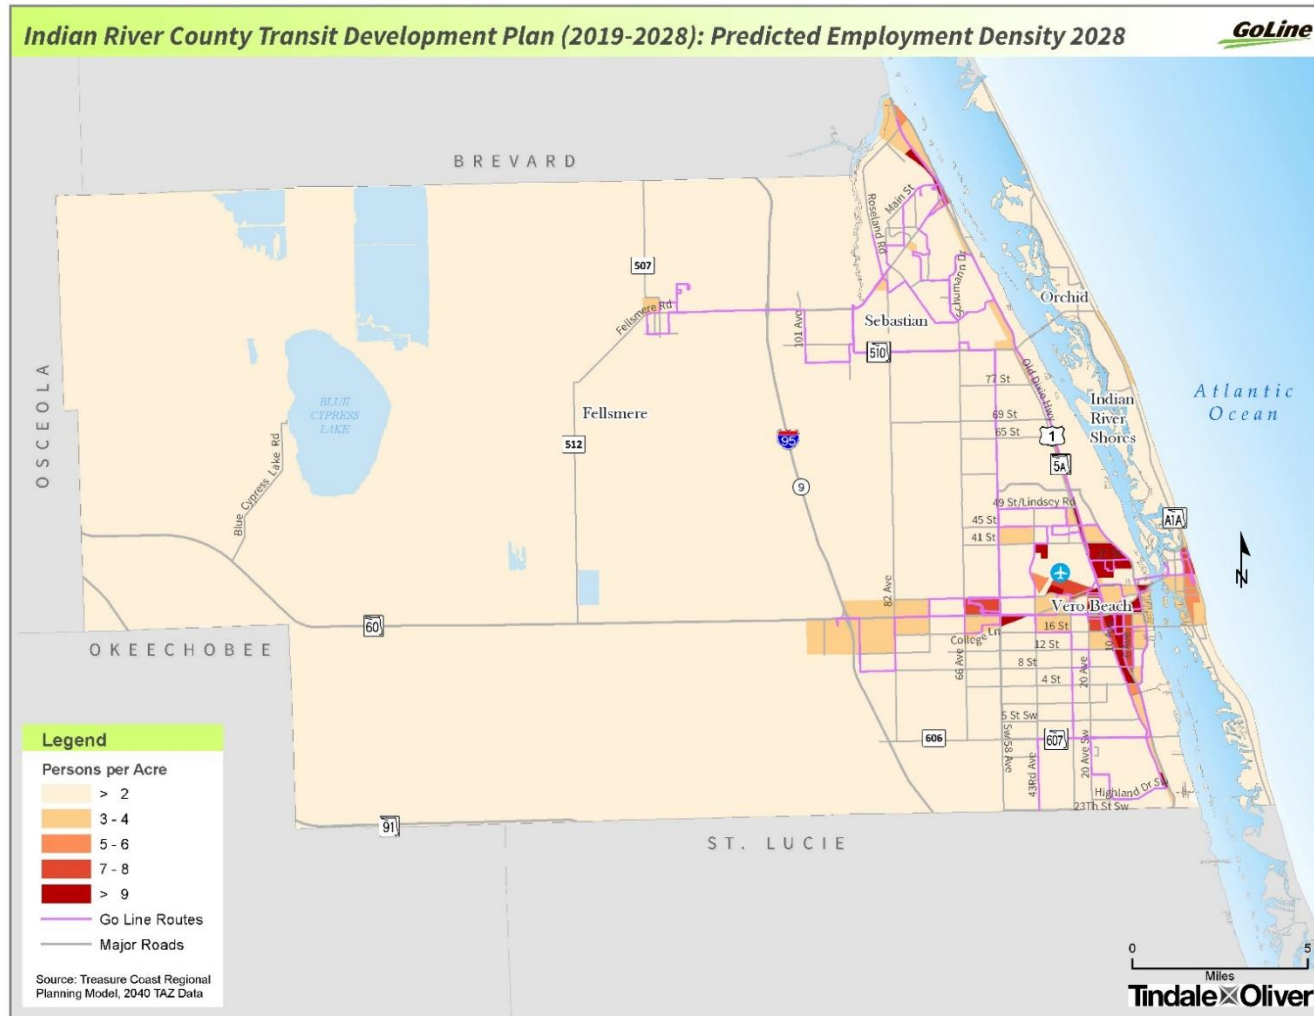 Indian River County Transit Development Plan (2019-2028): Predicted Employment Density 2028
GoLine
BREVARD
OSCEOLA
OKEECHOBEE
ST. LUCIE
Atlantic
Ocean
BLUE
CYPRESS
LAKE
Blue Cypress Lake Rd
507
Fellsmere Rd
Fellsmere
512
95
9
60
91
606
607
Main St
Roseland Rd
Schumann Dr
Sebastian
101 Ave
510
Orchid
77 St
Old Dixie Hwy
69 St
65 St
Indian
River
Shores
1
5A
A1A
49 St/Lindsey Rd
45 St
41 St
82 Ave
Vero Beach
16 St
College Ln
12 St
8 St
4 St
66 Ave
20 Ave
5 St Sw
Sw 58 Ave
43Rd Ave
20 Ave Sw
Highland Dr Sw
23Th St Sw
N
Legend
Persons per Acre
> 2
3 - 4
5 - 6
7 - 8
> 9
Go Line Routes
Major Roads
Source: Treasure Coast Regional
Planning Model, 2040 TAZ Data
0 5
Miles
Tindale Oliver